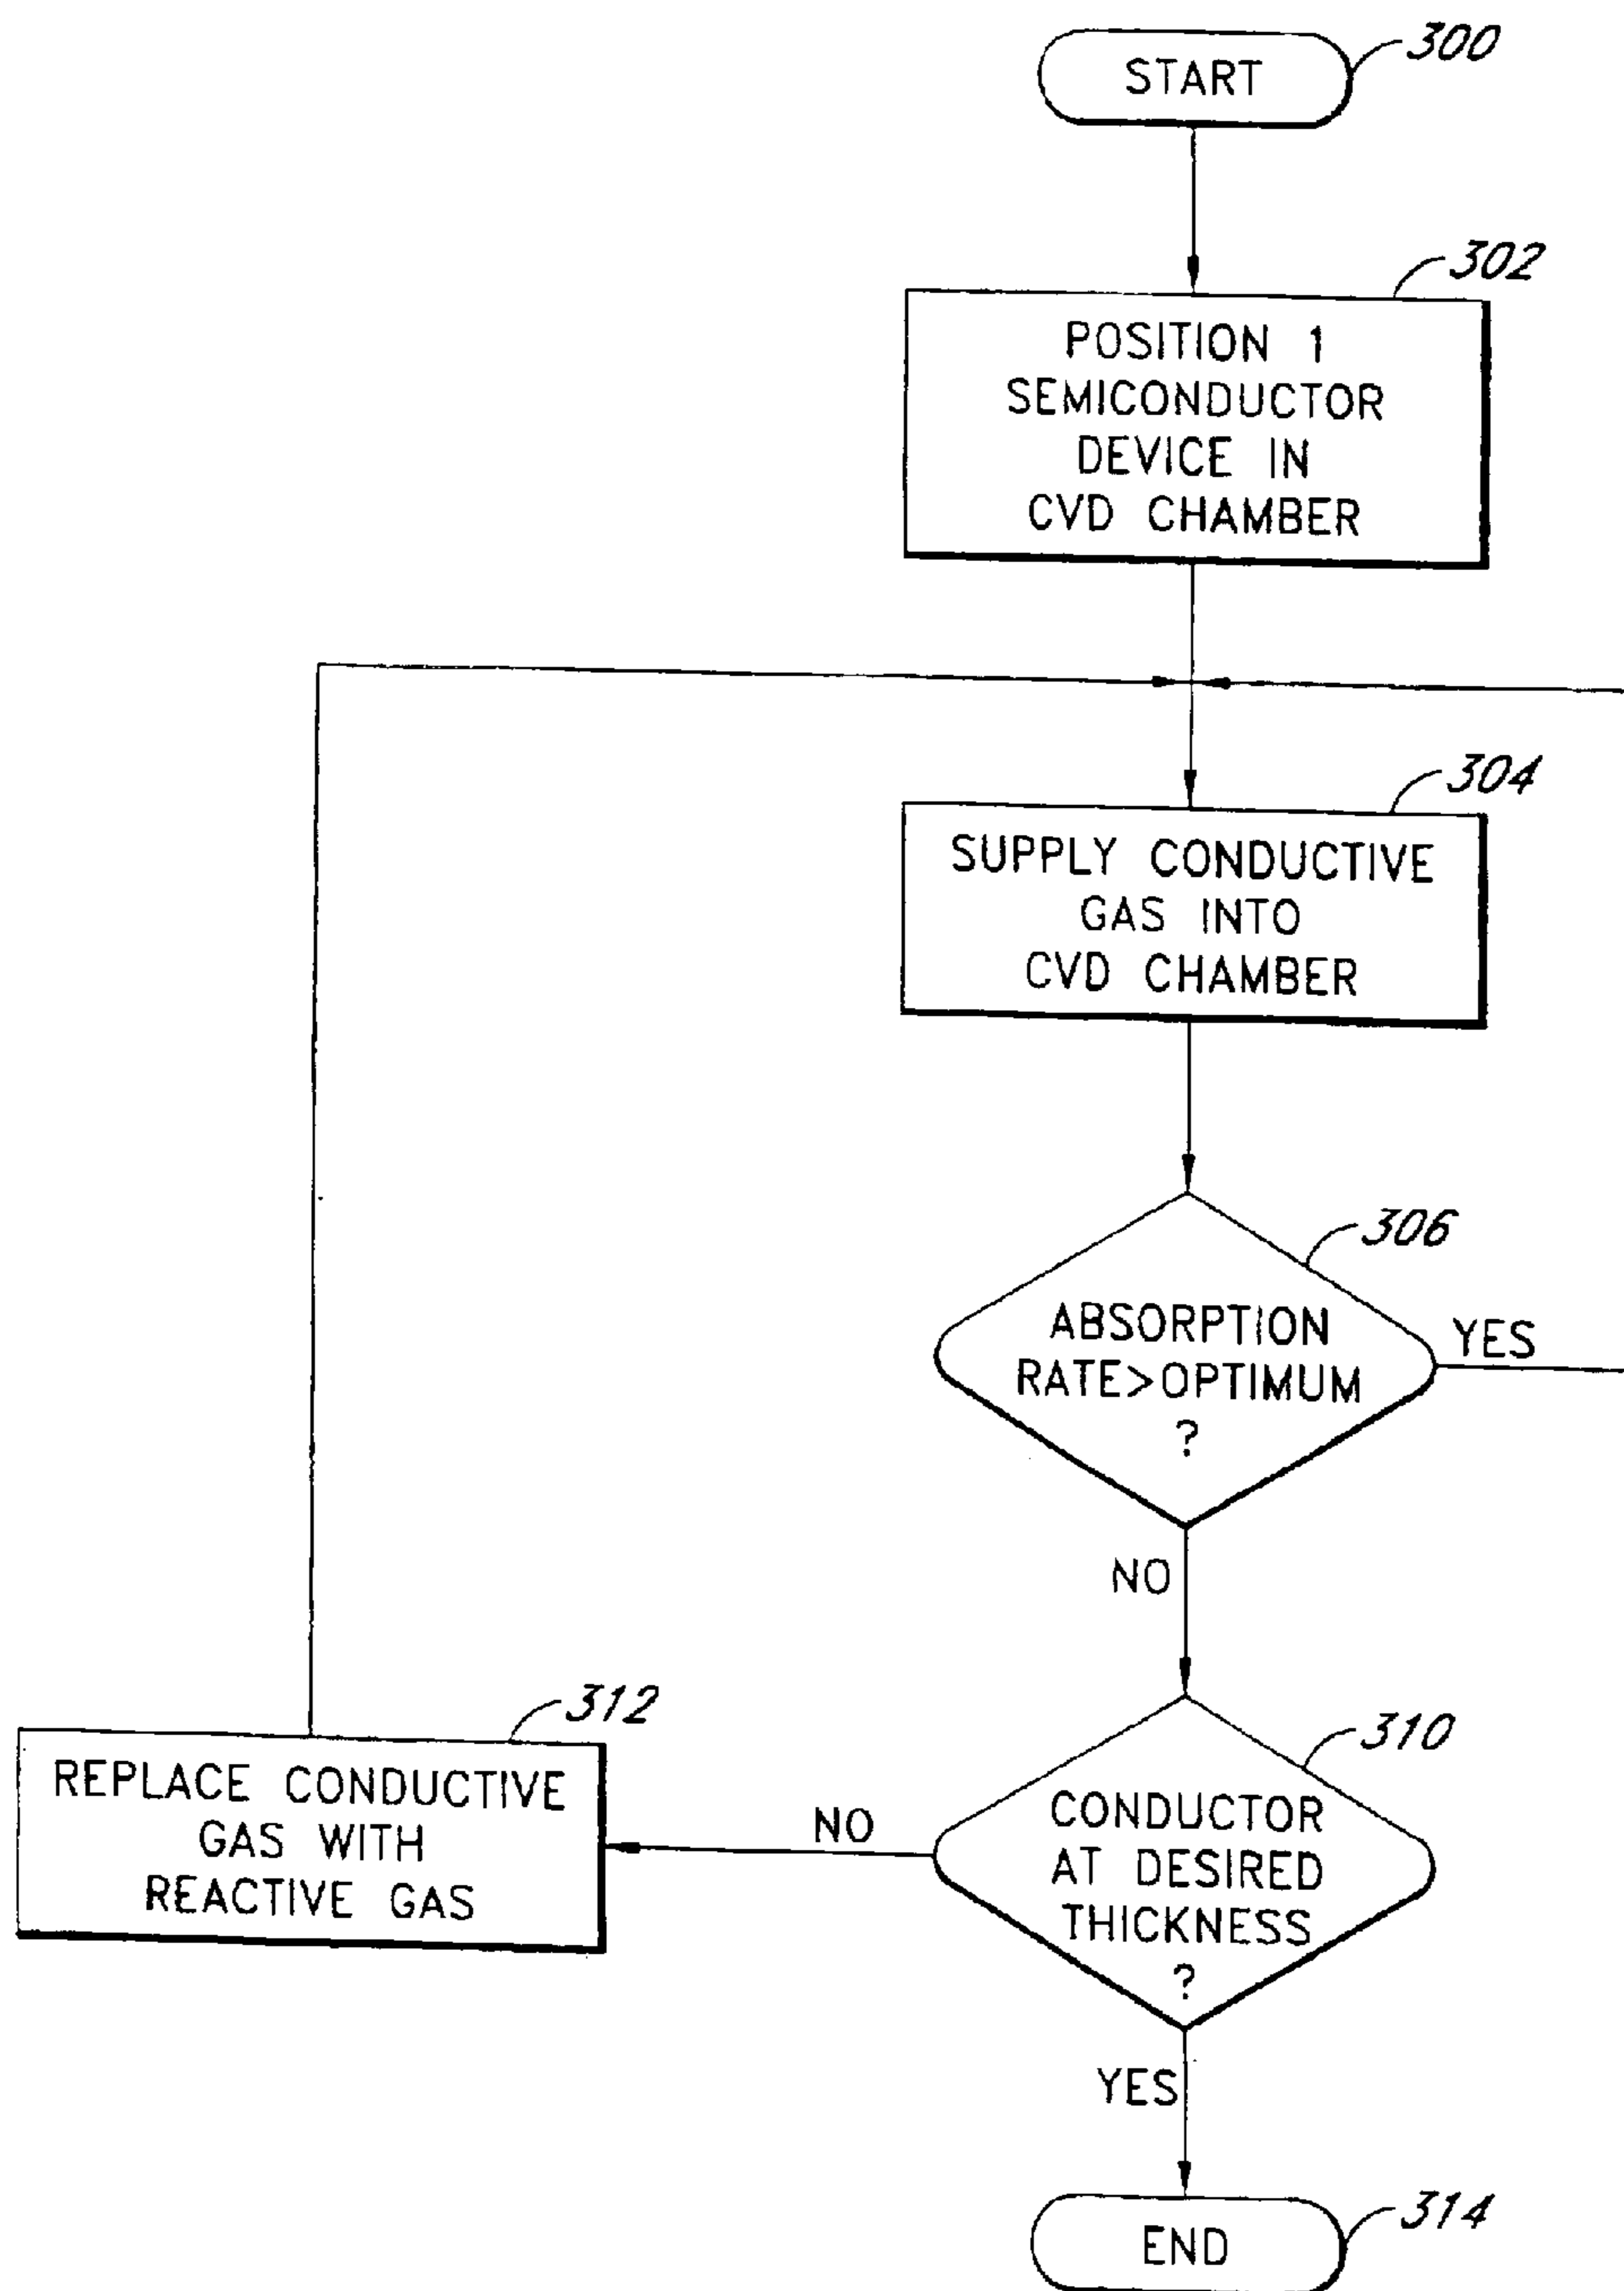 START
300
302
POSITION 1
SEMICONDUCTOR
DEVICE IN
CVD CHAMBER
304
SUPPLY CONDUCTIVE
GAS INTO
CVD CHAMBER
306
ABSORPTION
RATE>OPTIMUM
?
YES
NO
310
CONDUCTOR
AT DESIRED
THICKNESS
?
NO
312
REPLACE CONDUCTIVE
GAS WITH
REACTIVE GAS
YES
END
314